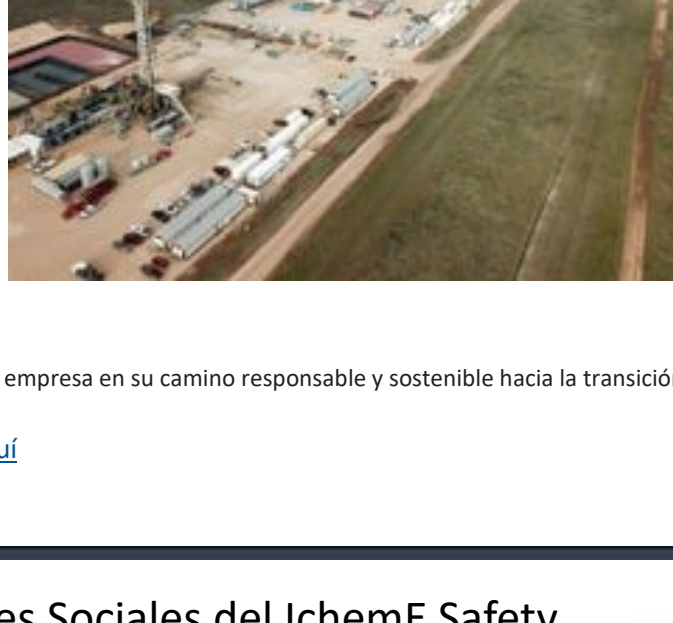 empresa en su camino responsable y sostenible hacia la transición
uí
es Sociales del IchemE Safety